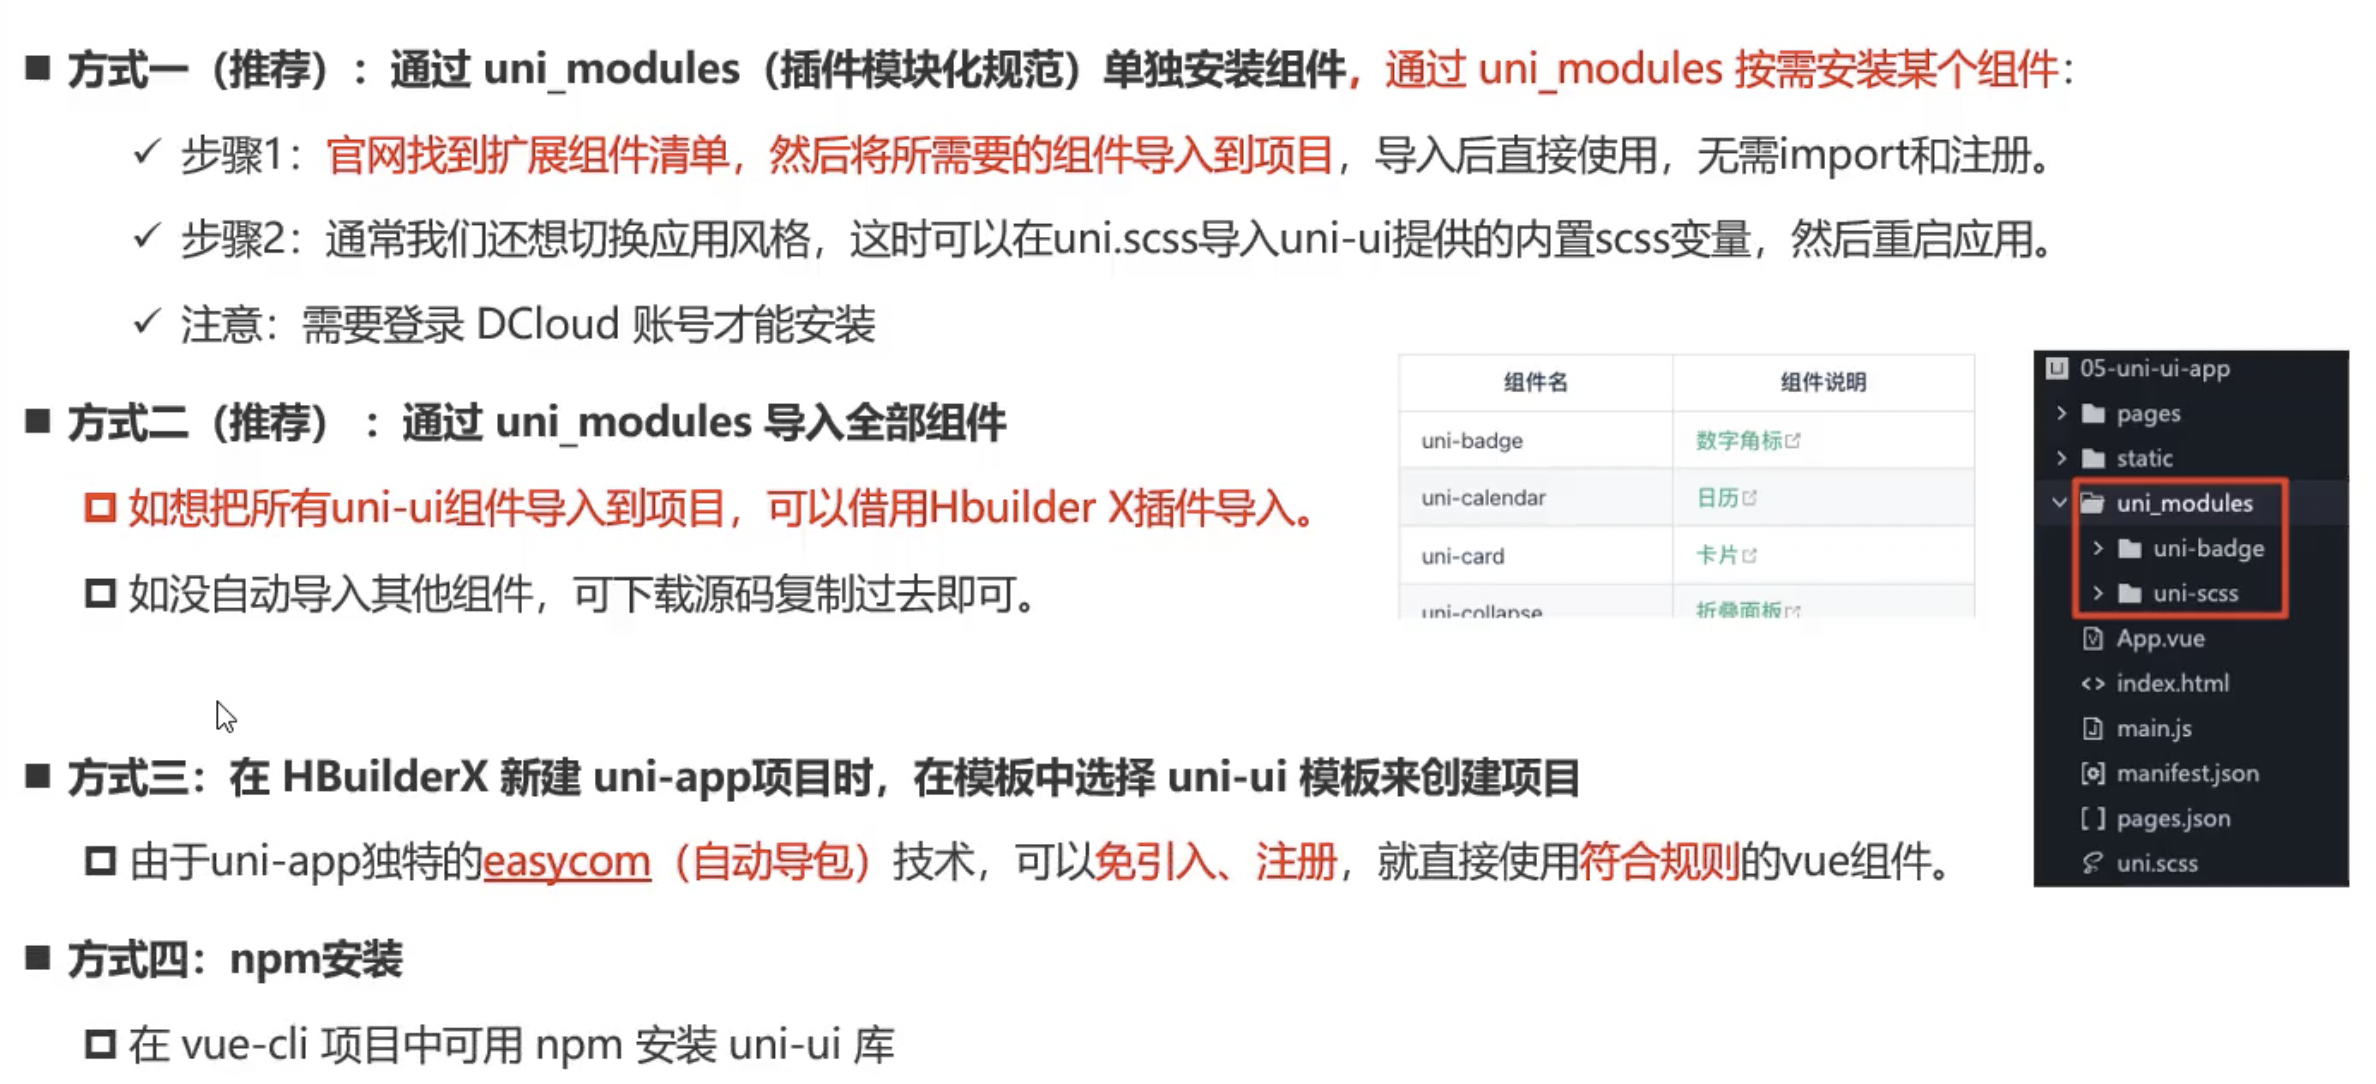 方式一（推荐）：通过 uni_modules（插件模块化规范）单独安装组件，通过 uni_modules 按需安装某个组件：
步骤1：官网找到扩展组件清单，然后将所需要的组件导入到项目，导入后直接使用，无需import和注册。
步骤2：通常我们还想切换应用风格，这时可以在uni.scss导入uni-ui提供的内置scss变量，然后重启应用。
注意：需要登录 DCloud 账号才能安装
方式二（推荐）：通过 uni_modules 导入全部组件
如想把所有uni-ui组件导入到项目，可以借用Hbuilder X插件导入。
如没自动导入其他组件，可下载源码复制过去即可。
组件名 组件说明
uni-badge 数字角标
uni-calendar 日历
uni-card 卡片
uni-collapse 折叠面板
05-uni-ui-app
pages
static
uni_modules
uni-badge
uni-scss
App.vue
index.html
main.js
manifest.json
pages.json
uni.scss
方式三：在 HBuilderX 新建 uni-app项目时，在模板中选择 uni-ui 模板来创建项目
由于uni-app独特的easycom（自动导包）技术，可以免引入、注册，就直接使用符合规则的vue组件。
方式四：npm安装
在 vue-cli 项目中可用 npm 安装 uni-ui 库